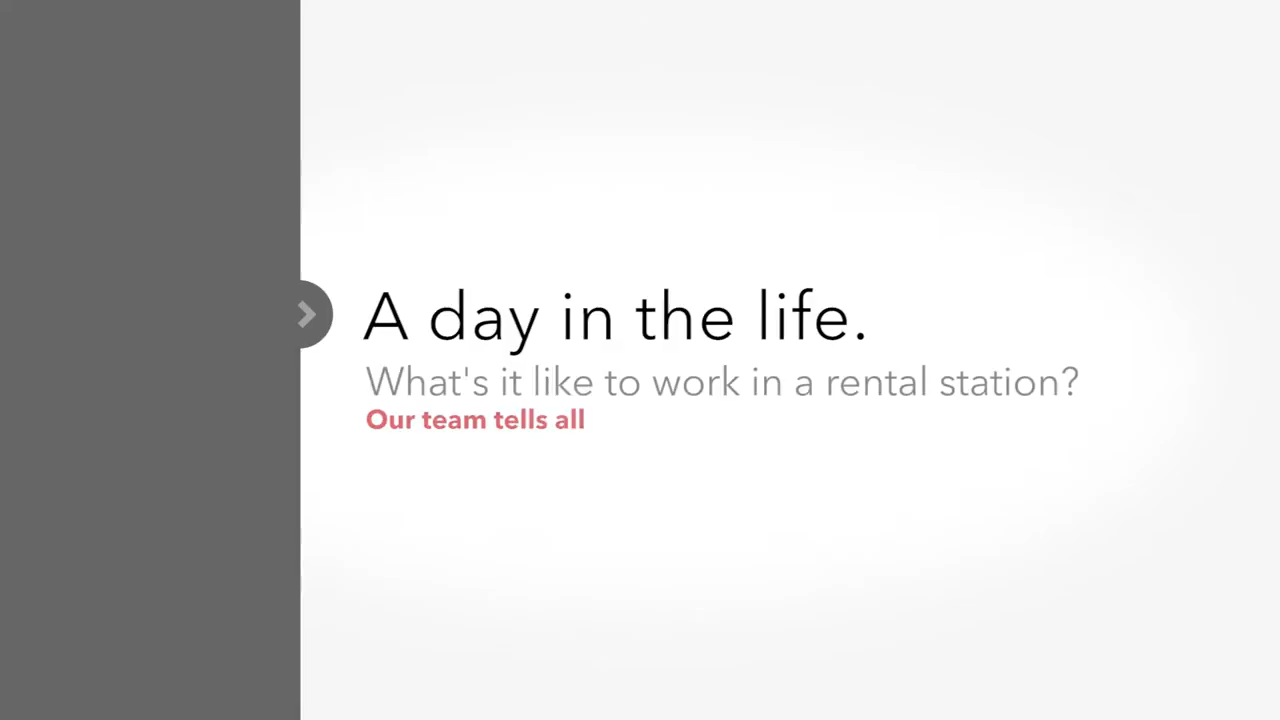 A day in the life.
What's it like to work in a rental station?
Our team tells all